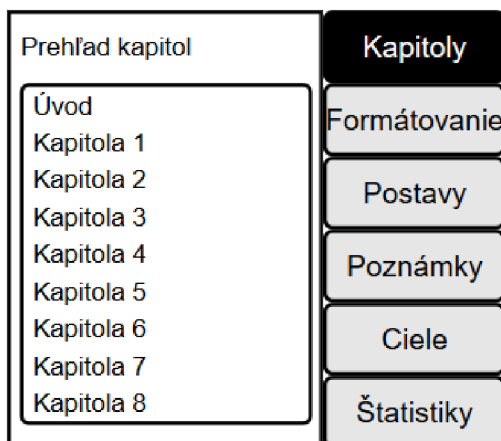 Prehľad kapitol
Úvod
Kapitola 1
Kapitola 2
Kapitola 3
Kapitola 4
Kapitola 5
Kapitola 6
Kapitola 7
Kapitola 8
Kapitoly
Formátovanie
Postavy
Poznámky
Ciele
Štatistiky